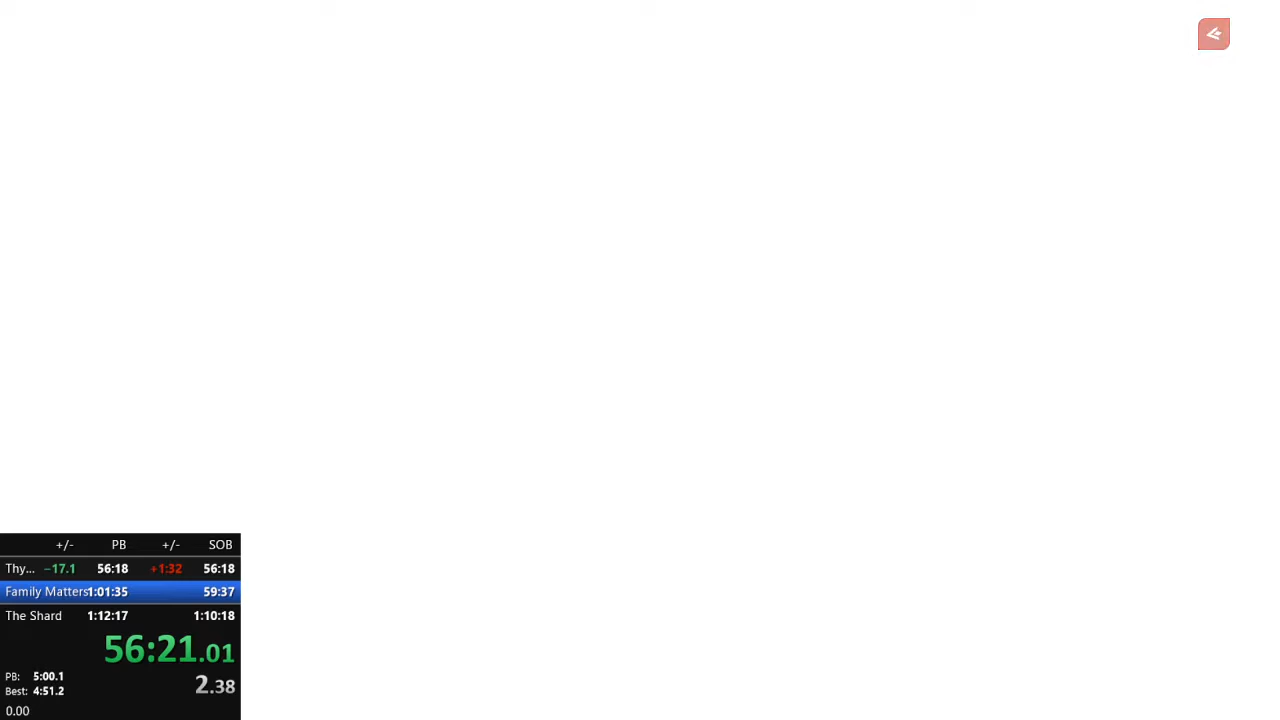 +/- PB +/- SOB
Thy... −17.1 56:18 +1:32 56:18
Family Matters 1:01:35 59:37
The Shard 1:12:17 1:10:18
56:21.01
PB: 5:00.1
2.38
Best: 4:51.2
0.00